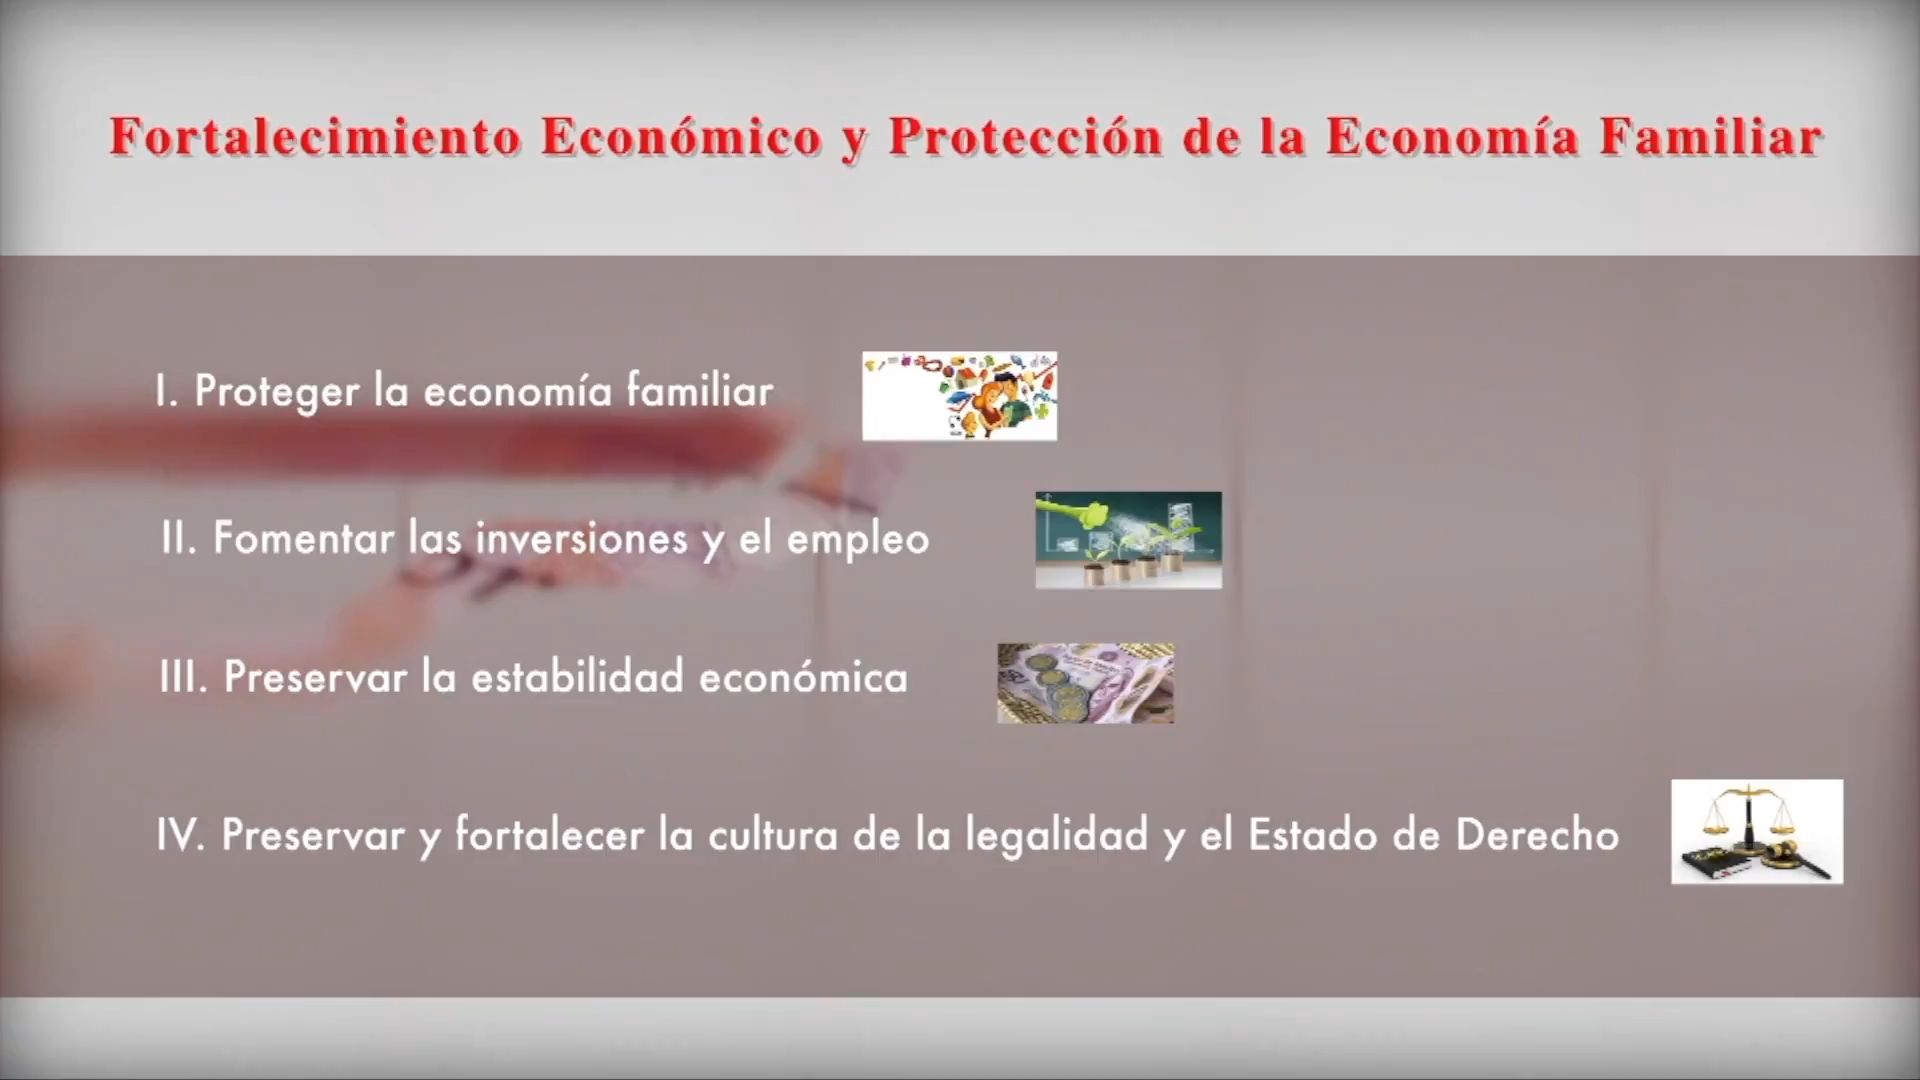 Fortalecimiento Económico y Protección de la Economía Familiar
I. Proteger la economía familiar
II. Fomentar las inversiones y el empleo
III. Preservar la estabilidad económica
IV. Preservar y fortalecer la cultura de la legalidad y el Estado de Derecho